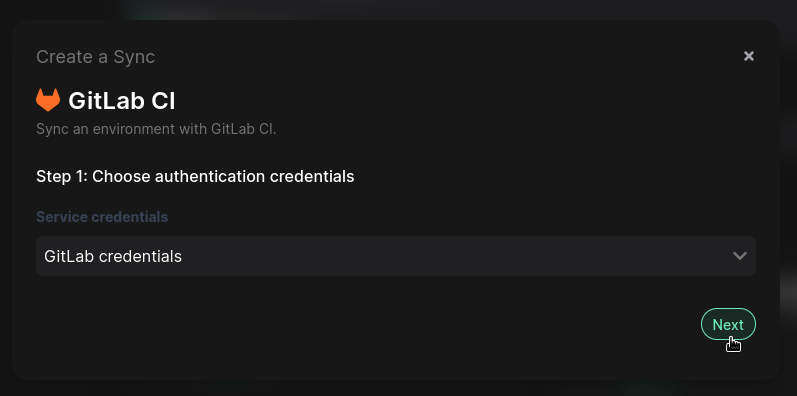 Create a Sync
GitLab CI
Sync an environment with GitLab CI.
Step 1: Choose authentication credentials
Service credentials
GitLab credentials
Next